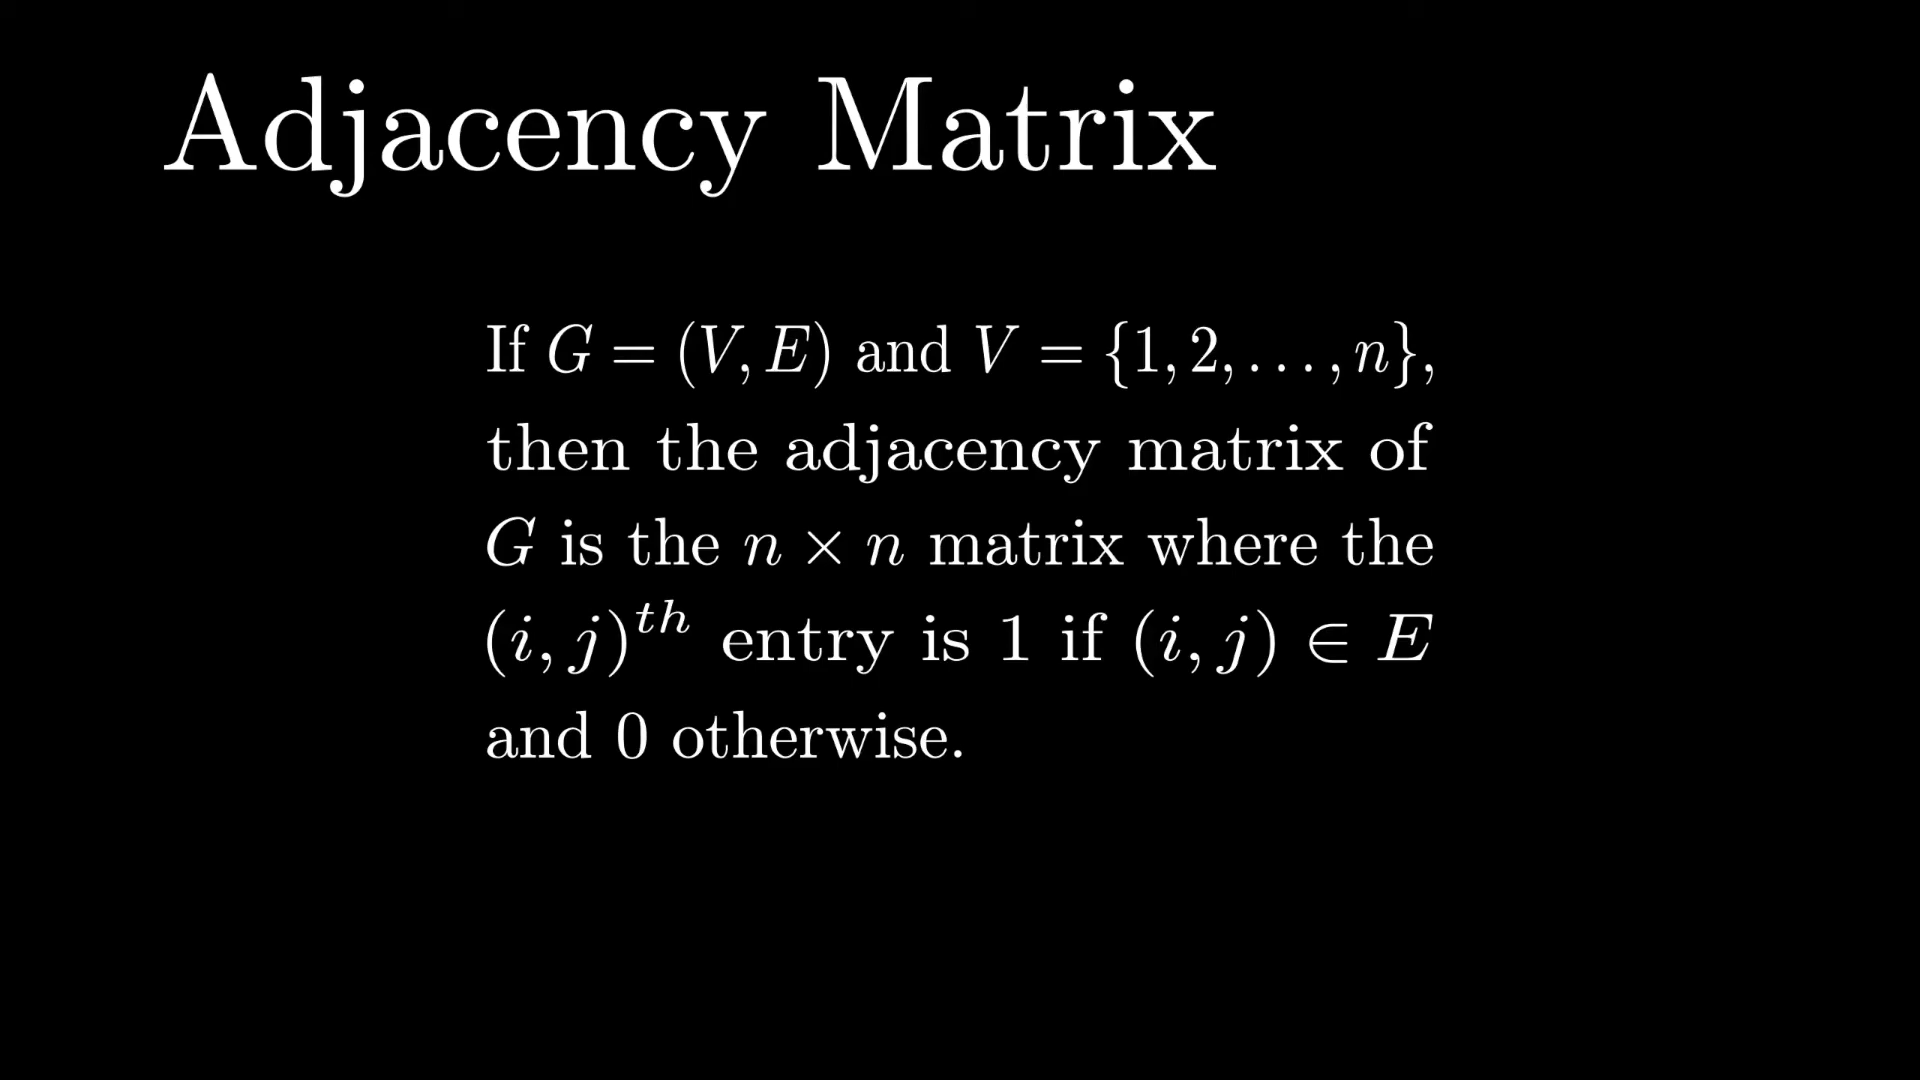 Adjacency Matrix
If G = (V, E) and V = {1, 2, . . . , n},
then the adjacency matrix of
G is the n × n matrix where the
(i, j)^{th} entry is 1 if (i, j) ∈ E
and 0 otherwise.